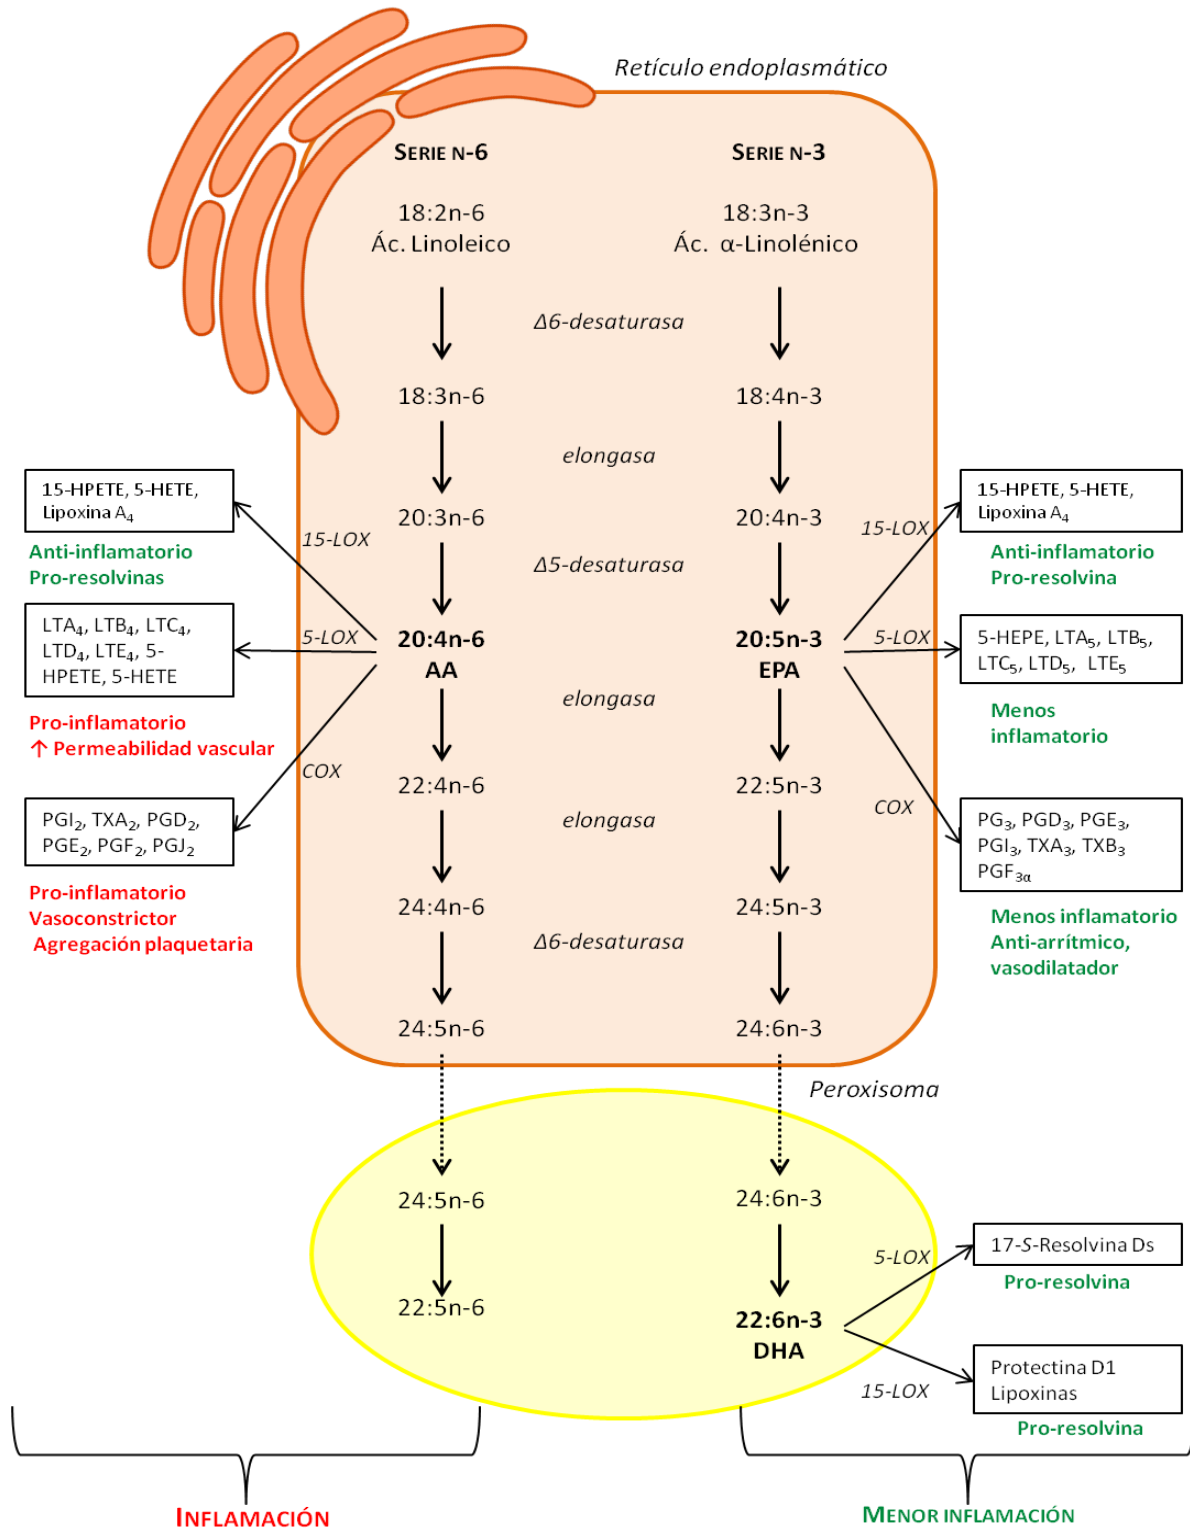 Retículo endoplasmático
SERIE N-6
SERIE N-3
18:2n-6
Ác. Linoleico
18:3n-3
Ác. α-Linolénico
Δ6-desaturasa
18:3n-6
18:4n-3
elongasa
15-HPETE, 5-HETE,
Lipoxina A₄
Anti-inflamatorio
Pro-resolvinas
15-LOX
20:3n-6
20:4n-3
15-LOX
15-HPETE, 5-HETE,
Lipoxina A₄
Anti-inflamatorio
Pro-resolvina
Δ5-desaturasa
LTA₄, LTB₄, LTC₄,
LTD₄, LTE₄, 5-
HPETE, 5-HETE
Pro-inflamatorio
↑ Permeabilidad vascular
5-LOX
20:4n-6
AA
20:5n-3
EPA
5-LOX
5-HEPE, LTA₅, LTB₅,
LTC₅, LTD₅, LTE₅
Menos
inflamatorio
elongasa
COX
22:4n-6
22:5n-3
COX
PGI₂, TXA₂, PGD₂,
PGE₂, PGF₂, PGJ₂
Pro-inflamatorio
Vasoconstrictor
Agregación plaquetaria
elongasa
PG₃, PGD₃, PGE₃,
PGI₃, TXA₃, TXB₃
PGF₃α
Menos inflamatorio
Anti-arrítmico,
vasodilatador
24:4n-6
24:5n-3
Δ6-desaturasa
24:5n-6
24:6n-3
Peroxisoma
24:5n-6
24:6n-3
5-LOX
17-S-Resolvina Ds
Pro-resolvina
22:5n-6
22:6n-3
DHA
15-LOX
Protectina D1
Lipoxinas
Pro-resolvina
INFLAMACIÓN
MENOR INFLAMACIÓN